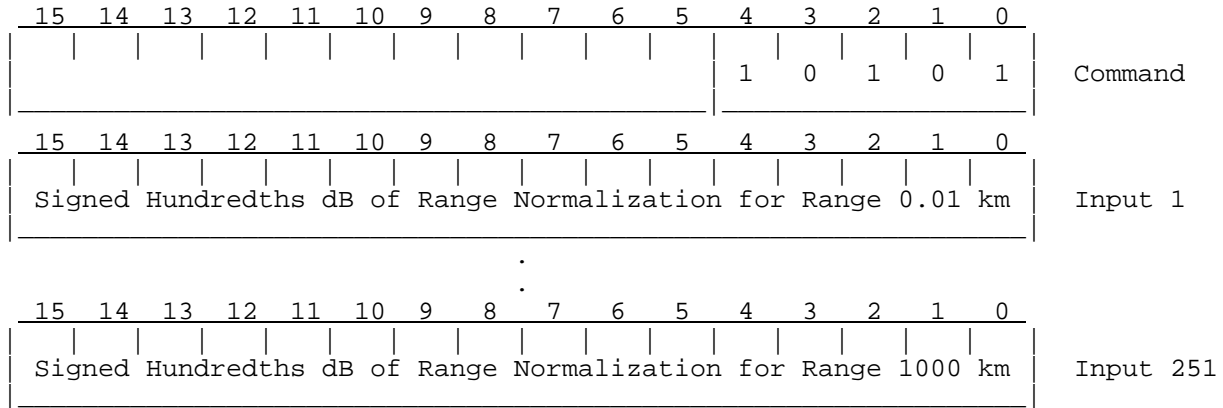 15 14 13 12 11 10 9 8 7 6 5 4 3 2 1 0
1 0 1 0 1 Command
15 14 13 12 11 10 9 8 7 6 5 4 3 2 1 0
Signed Hundredths dB of Range Normalization for Range 0.01 km Input 1
.
.
15 14 13 12 11 10 9 8 7 6 5 4 3 2 1 0
Signed Hundredths dB of Range Normalization for Range 1000 km Input 251